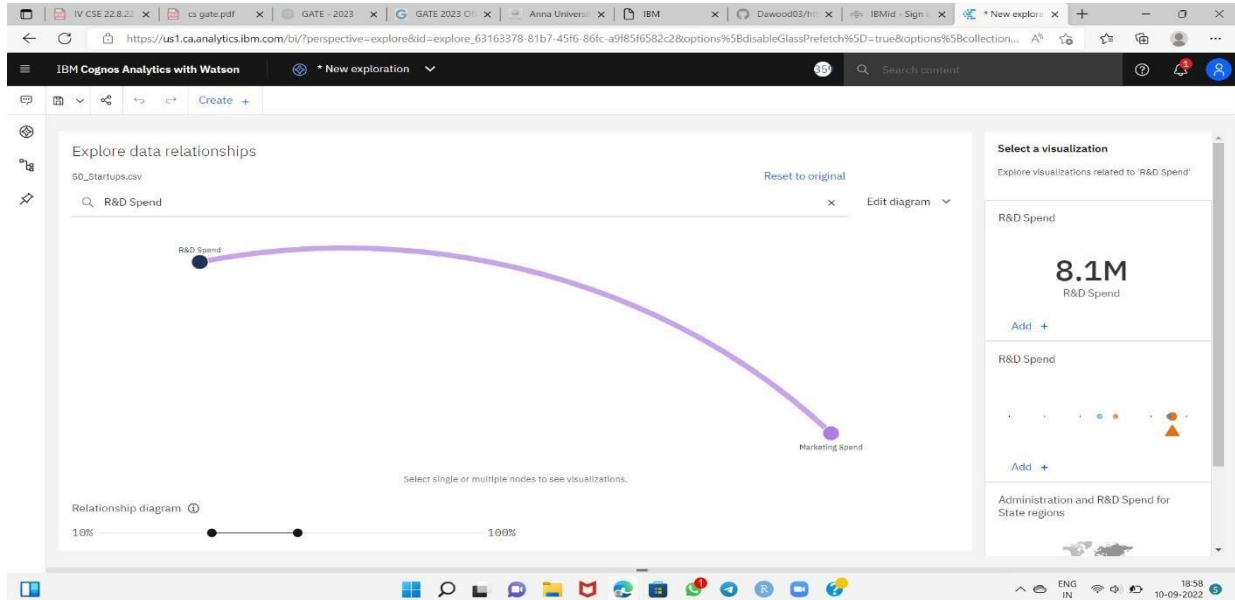 IV CSE 22.8.22
cs gate.pdf
GATE - 2023
GATE 2023 Of
Anna Univers
IBM
Dawood03/ht
IBMid - Sign i
* New explora
https://us1.ca.analytics.ibm.com/bi/?perspective=explore&id=explore_63163378-81b7-45f6-86fc-a9f85f6582c2&options%5BdisableGlassPrefetch%5D=true&options%5Bcollection...
IBM Cognos Analytics with Watson
* New exploration
Search content
1
Create +
Explore data relationships
50_Startups.csv
Reset to original
R&D Spend
Edit diagram
R&D Spend
Marketing Spend
Select single or multiple nodes to see visualizations.
Relationship diagram
10%
100%
Select a visualization
Explore visualizations related to 'R&D Spend'
R&D Spend
8.1M
R&D Spend
Add +
R&D Spend
Add +
Administration and R&D Spend for
State regions
ENG
IN
18:58
10-09-2022
5